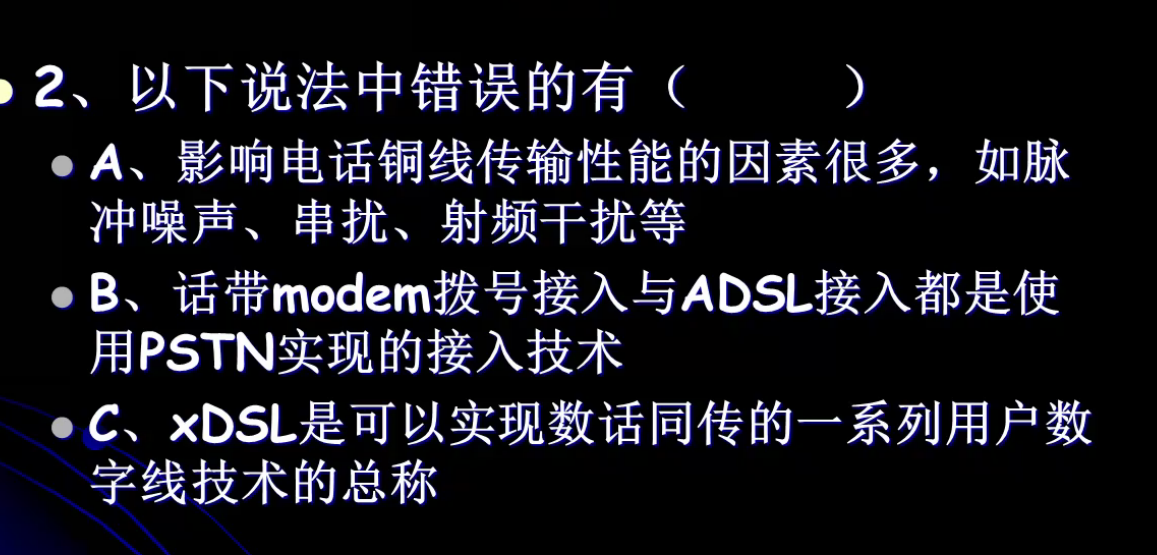 2、以下说法中错误的有（ ）
A、影响电话铜线传输性能的因素很多，如脉
冲噪声、串扰、射频干扰等
B、话带modem拨号接入与ADSL接入都是使
用PSTN实现的接入技术
C、xDSL是可以实现数话同传的一系列用户数
字线技术的总称